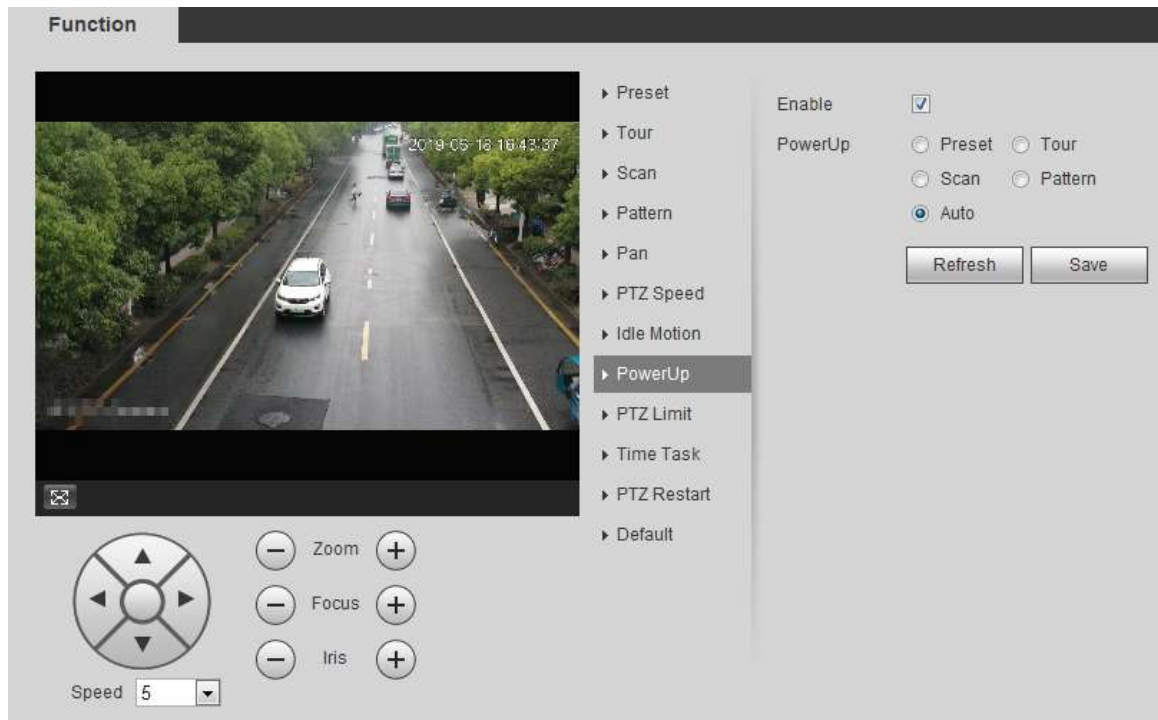 Function
2019-05-18 16:43:37
Preset
Tour
Scan
Pattern
Pan
PTZ Speed
Idle Motion
PowerUp
PTZ Limit
Time Task
PTZ Restart
Default
Enable
PowerUp
Preset Tour
Scan Pattern
Auto
Refresh Save
Zoom
Focus
Iris
Speed 5